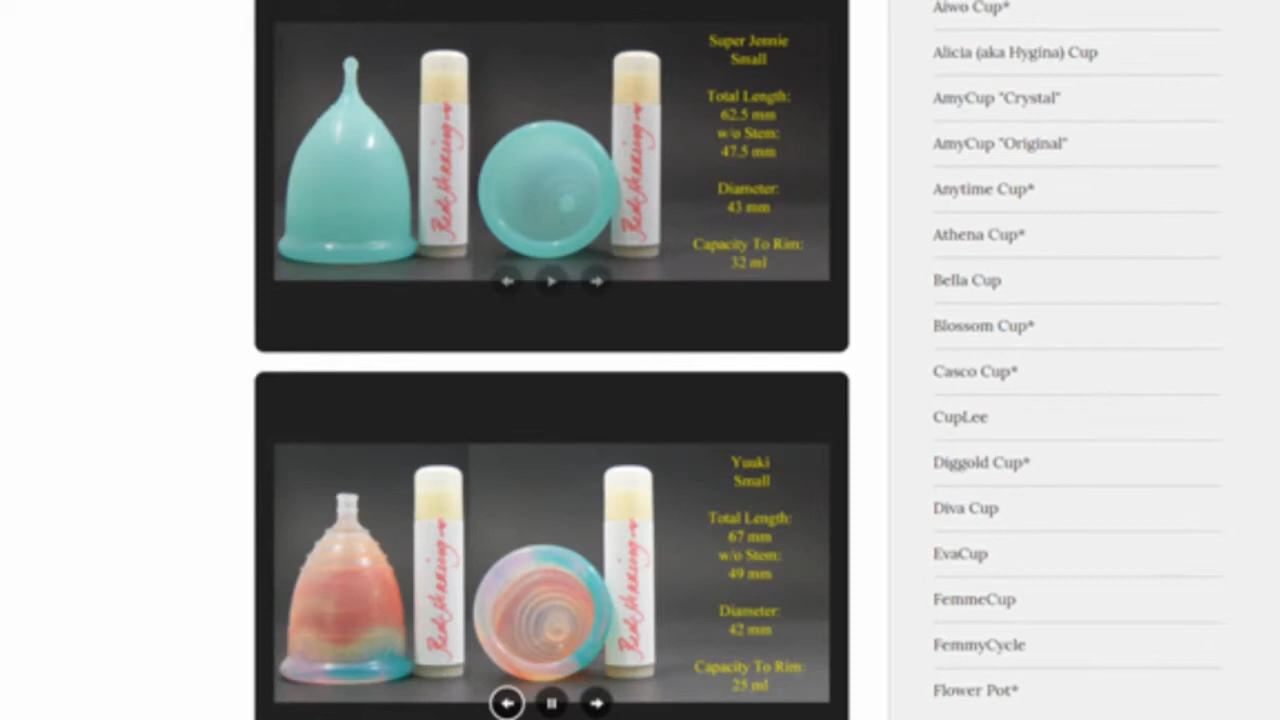 Super Jennie
Small
Total Length:
62.5 mm
w/o Stem:
47.5 mm
Diameter:
43 mm
Capacity To Rim:
32 ml
Yuuki
Small
Total Length:
67 mm
w/o Stem:
49 mm
Diameter:
42 mm
Capacity To Rim:
25 ml
Aiwo Cup*
Alicia (aka Hygina) Cup
AmyCup "Crystal"
AmyCup "Original"
Anytime Cup*
Athena Cup*
Bella Cup
Blossom Cup*
Casco Cup*
CupLee
Diggold Cup*
Diva Cup
EvaCup
FemmeCup
FemmyCycle
Flower Pot*